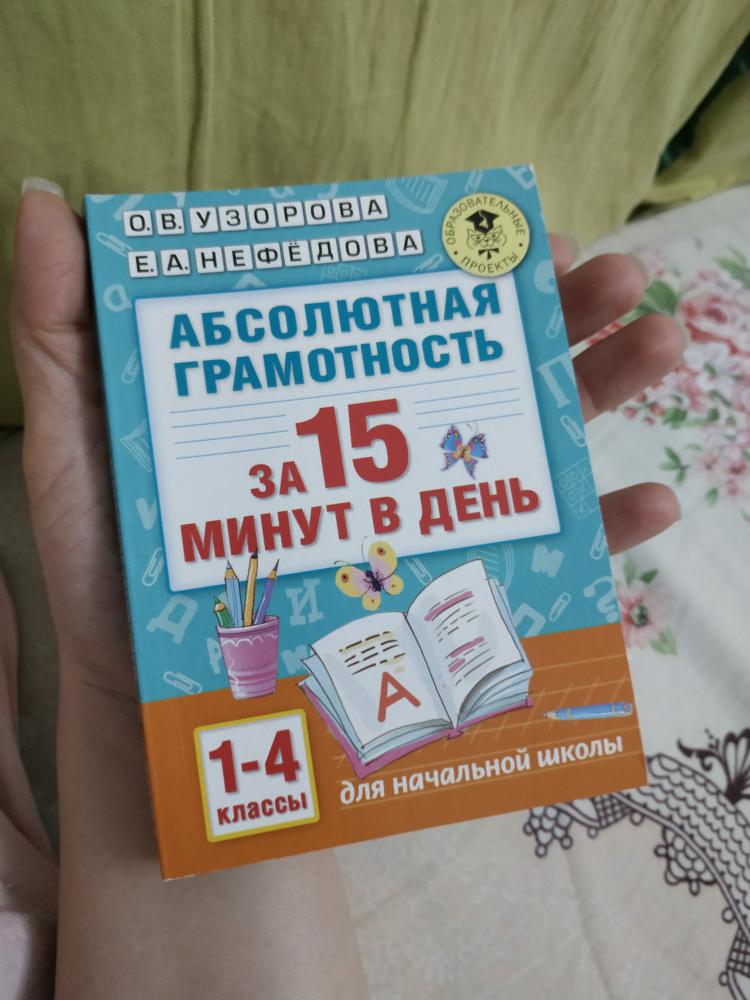 О.В.УЗОРОВА
Е.А.НЕФЁДОВА
ОБРАЗОВАТЕЛЬНЫЕ
ПРОЕКТЫ
АБСОЛЮТНАЯ
ГРАМОТНОСТЬ
ЗА 15
МИНУТ В ДЕНЬ
А
1-4
классы
для начальной школы